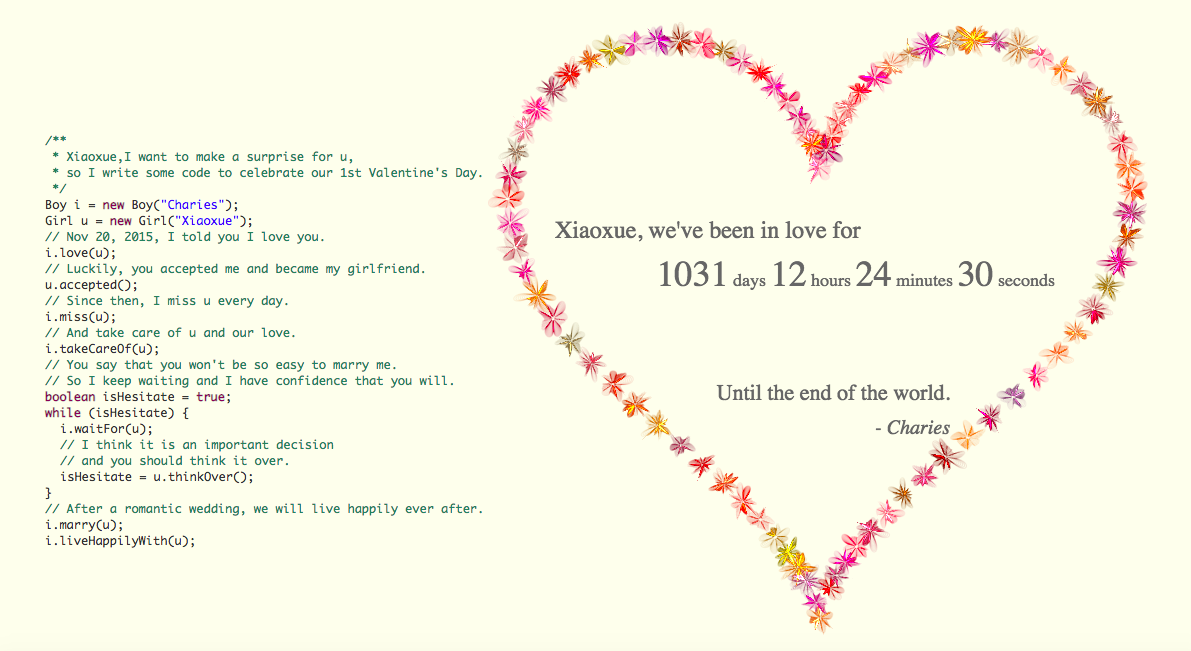 /**
 * Xiaoxue,I want to make a surprise for u,
 * so I write some code to celebrate our 1st Valentine's Day.
 */
Boy i = new Boy("Charies");
Girl u = new Girl("Xiaoxue");
// Nov 20, 2015, I told you I love you.
i.love(u);
// Luckily, you accepted me and became my girlfriend.
u.accepted();
// Since then, I miss u every day.
i.miss(u);
// And take care of u and our love.
i.takeCareOf(u);
// You say that you won't be so easy to marry me.
// So I keep waiting and I have confidence that you will.
boolean isHesitate = true;
while (isHesitate) {
  i.waitFor(u);
  // I think it is an important decision
  // and you should think it over.
  isHesitate = u.thinkOver();
}
// After a romantic wedding, we will live happily ever after.
i.marry(u);
i.liveHappilyWith(u);
Xiaoxue, we've been in love for
1031 days 12 hours 24 minutes 30 seconds
Until the end of the world.
- Charies